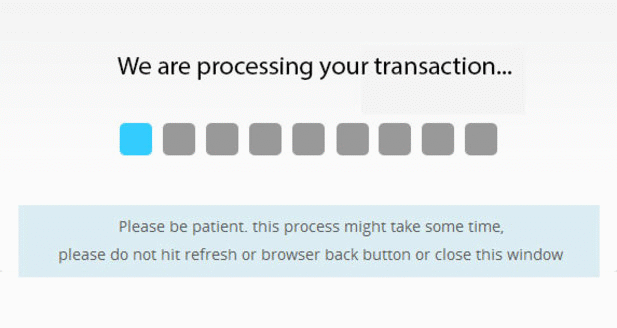 We are processing your transaction...
Please be patient. this process might take some time,
please do not hit refresh or browser back button or close this window